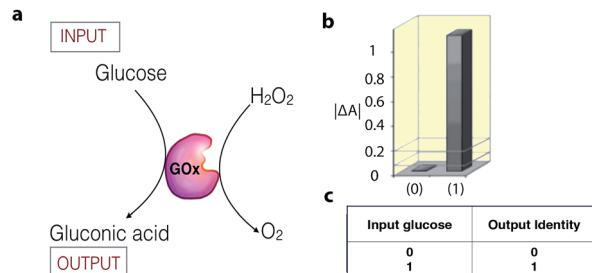 a
INPUT
Glucose
H2O2
GOx
Gluconic acid
O2
OUTPUT
b
1
0.8
0.6
|ΔA|
0.4
0.2
0
(0) (1)
c
Input glucose Output Identity
0 0
1 1